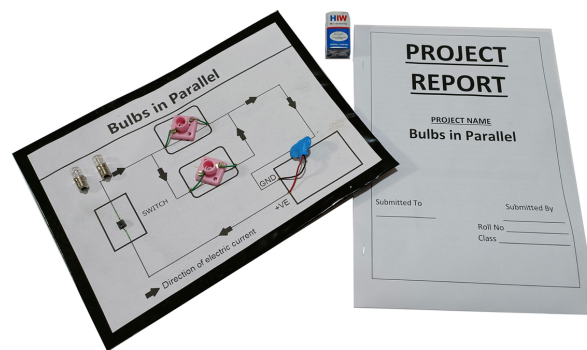 Bulbs in Parallel
SWITCH
GND
+VE
Direction of electric current
HIW
PROJECT
REPORT
PROJECT NAME
Bulbs in Parallel
Submitted To
Submitted By
Roll No
Class